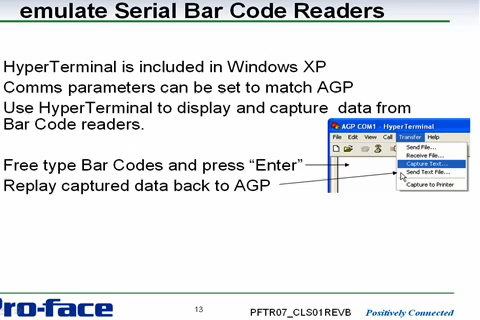 emulate Serial Bar Code Readers
HyperTerminal is included in Windows XP
Comms parameters can be set to match AGP
Use HyperTerminal to display and capture data from
Bar Code readers.
AGP COM1 - HyperTerminal
File Edit View Call Transfer Help
Send File...
Receive File...
Capture Text...
Send Text File...
Capture to Printer
Free type Bar Codes and press “Enter”
Replay captured data back to AGP
Pro-face
13
PFTR07_CLS01REVB
Positively Connected